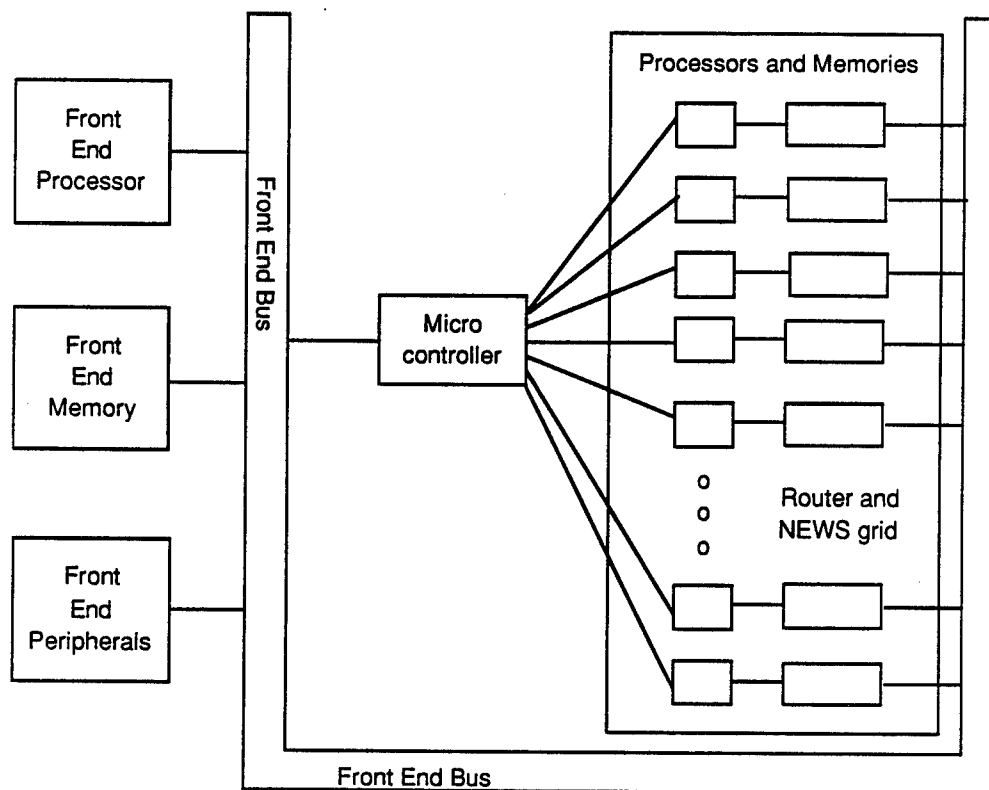 Front
End
Processor
Front
End
Memory
Front
End
Peripherals
Front End Bus
Micro
controller
Processors and Memories
o
o
o
Router and
NEWS grid
Front End Bus